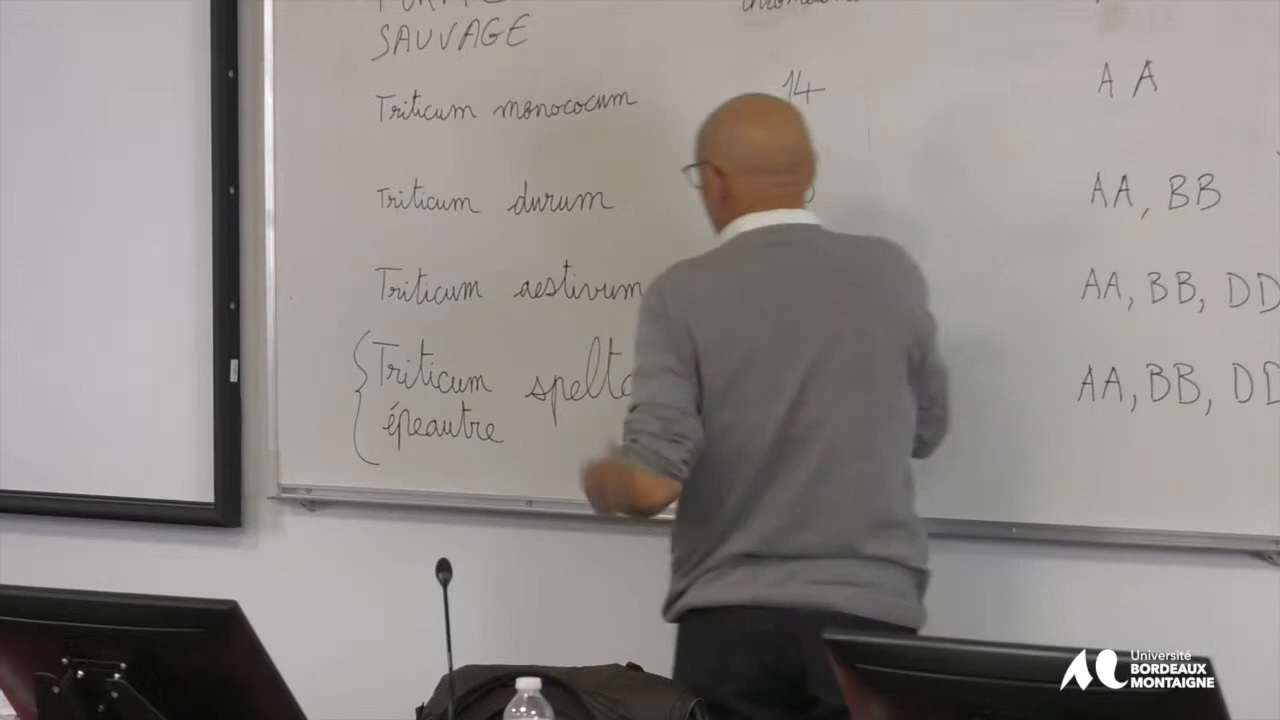 SAUVAGE
Triticum monococum 14 A A
Triticum durum AA, BB
Triticum aestivum AA, BB, DD
Triticum spelta AA, BB, DD
épeautre
Université
BORDEAUX
MONTAIGNE